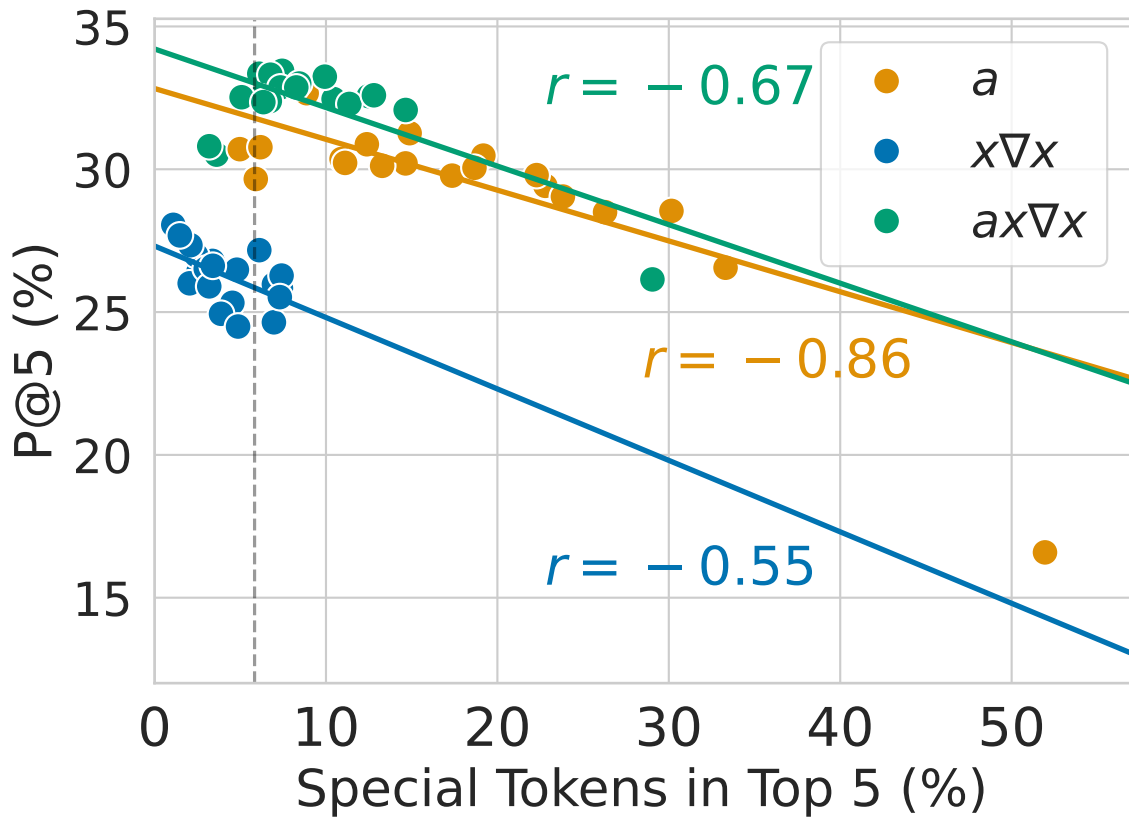 35
30
25
20
15
P@5 (%)
r = −0.67
r = −0.86
r = −0.55
a
x∇x
ax∇x
0 10 20 30 40 50
Special Tokens in Top 5 (%)